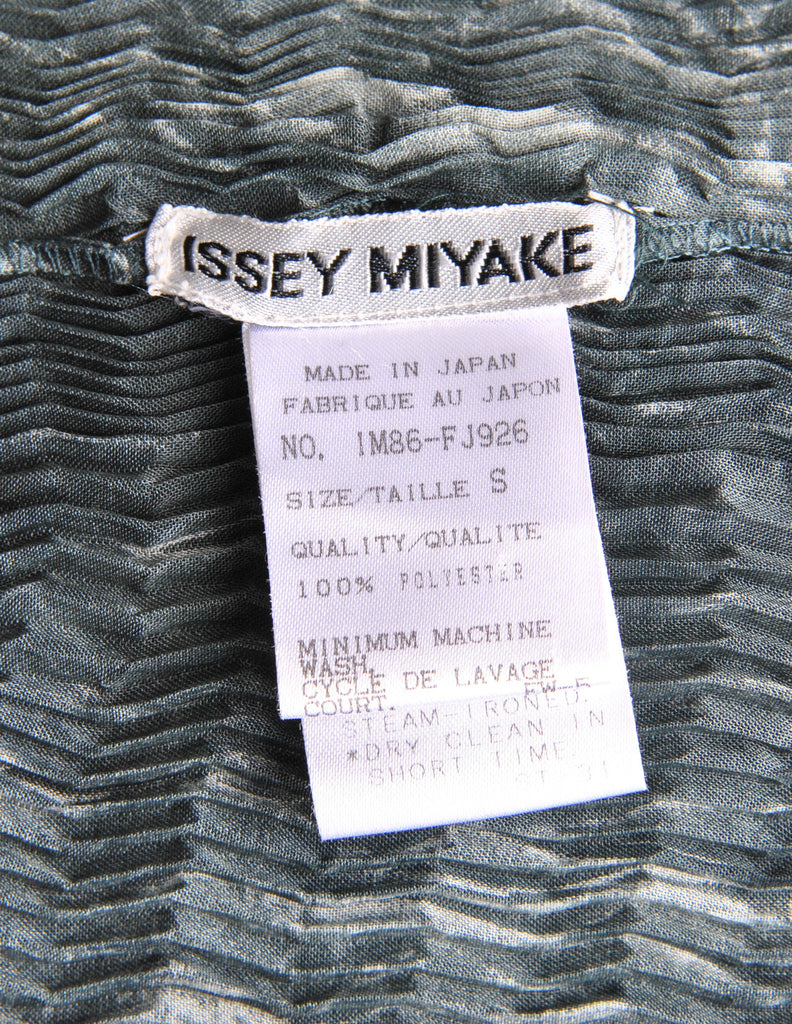 ISSEY MIYAKE
MADE IN JAPAN
FABRIQUE AU JAPON
NO. IM86-FJ926
SIZE/TAILLE S
QUALITY/QUALITE
100% POLYESTER
MINIMUM MACHINE
WASH.
CYCLE DE LAVAGE
COURT.
STEAM-IRONED.
*DRY CLEAN IN
SHORT TIME.